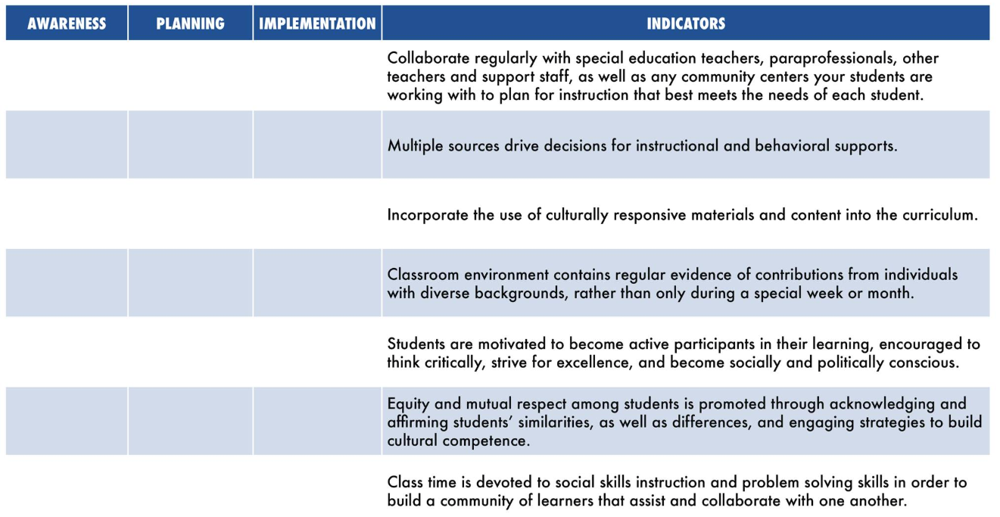 AWARENESS PLANNING IMPLEMENTATION INDICATORS
Collaborate regularly with special education teachers, paraprofessionals, other
teachers and support staff, as well as any community centers your students are
working with to plan for instruction that best meets the needs of each student.
Multiple sources drive decisions for instructional and behavioral supports.
Incorporate the use of culturally responsive materials and content into the curriculum.
Classroom environment contains regular evidence of contributions from individuals
with diverse backgrounds, rather than only during a special week or month.
Students are motivated to become active participants in their learning, encouraged to
think critically, strive for excellence, and become socially and politically conscious.
Equity and mutual respect among students is promoted through acknowledging and
affirming students’ similarities, as well as differences, and engaging strategies to build
cultural competence.
Class time is devoted to social skills instruction and problem solving skills in order to
build a community of learners that assist and collaborate with one another.